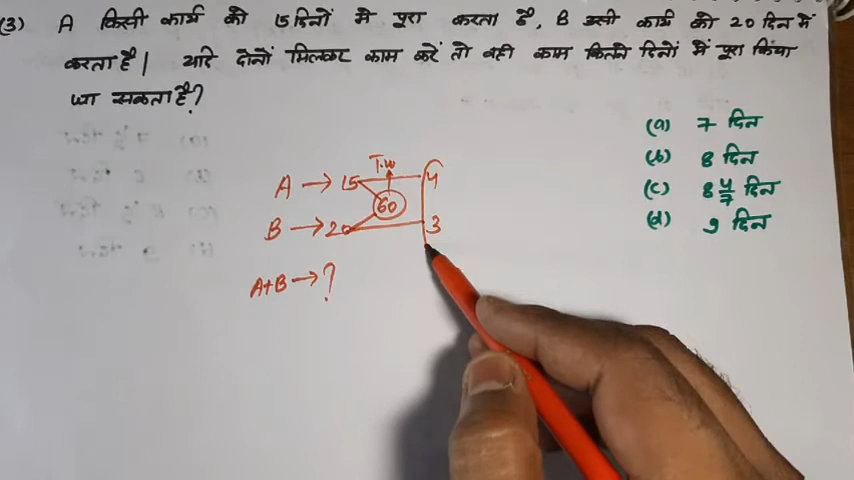 (3) A किसी कार्य को 15 दिनों मे पूरा करता है, B उसी कार्य को 20 दिन में
करता है| यदि दोनों मिलकर काम करें तो वही काम कितने दिनों में पूरा किया
जा सकता है?
(a) 7 दिन
(b) 8 दिन
(c) 8 4/7 दिन
(d) 9 दिन
T.W
A → 15 4
60
B → 20 3
A+B → ?